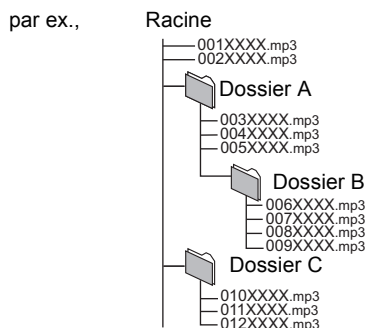 par ex., Racine
001XXXX.mp3
002XXXX.mp3
Dossier A
003XXXX.mp3
004XXXX.mp3
005XXXX.mp3
Dossier B
006XXXX.mp3
007XXXX.mp3
008XXXX.mp3
009XXXX.mp3
Dossier C
010XXXX.mp3
011XXXX.mp3
012XXXX.mp3